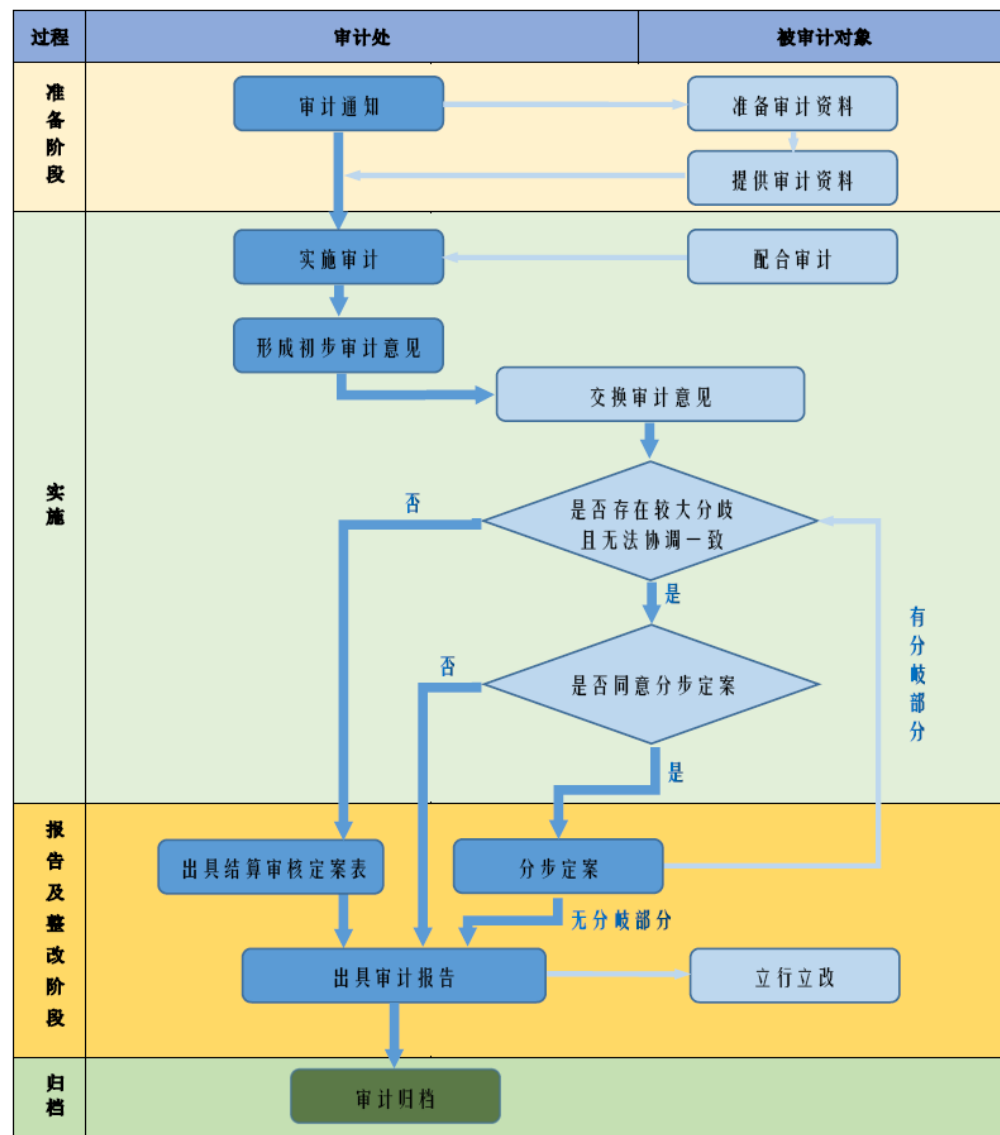 过程
审计处
被审计对象
准备阶段
审计通知
准备审计资料
提供审计资料
实施
实施审计
配合审计
形成初步审计意见
交换审计意见
否
是否存在较大分歧
且无法协调一致
是
有分岐部分
否
是否同意分步定案
是
报告及整改阶段
出具结算审核定案表
分步定案
无分岐部分
出具审计报告
立行立改
归档
审计归档